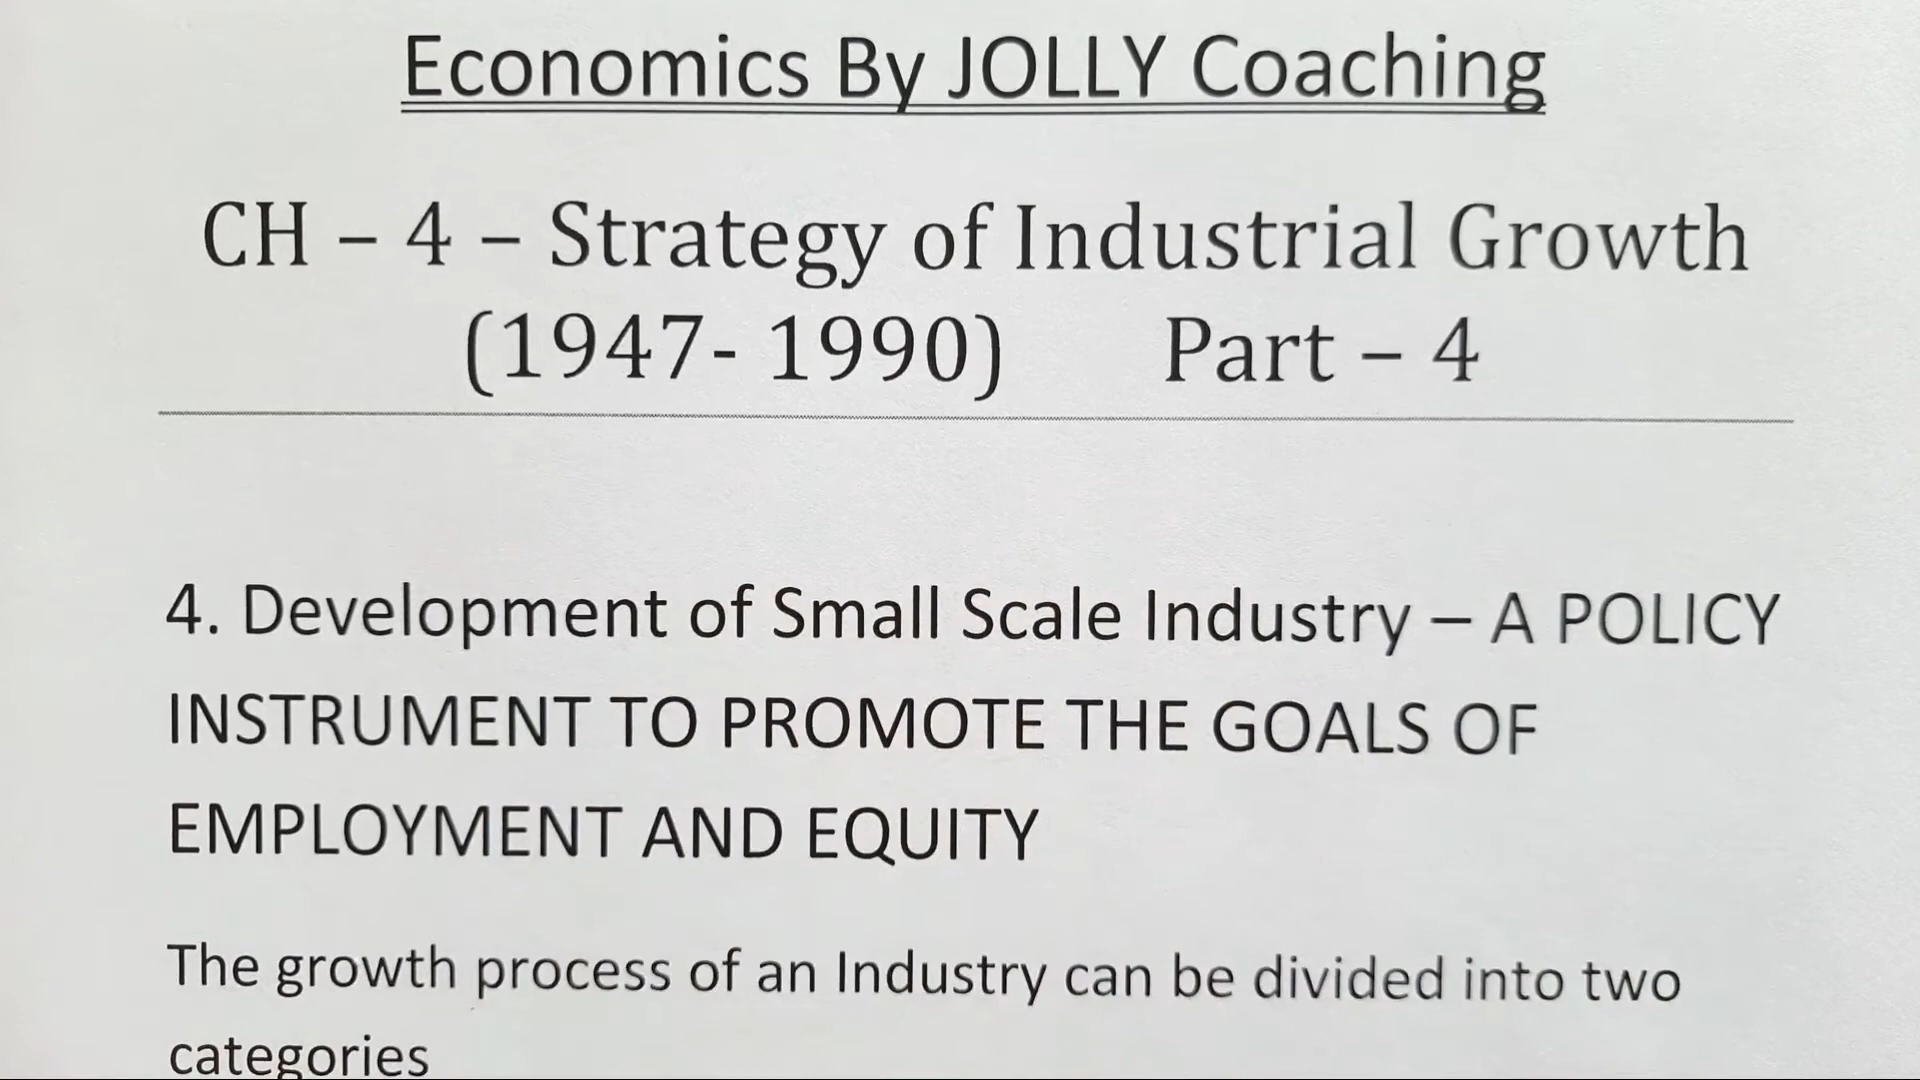 Economics By JOLLY Coaching
CH – 4 – Strategy of Industrial Growth
(1947- 1990) Part – 4
4. Development of Small Scale Industry – A POLICY
INSTRUMENT TO PROMOTE THE GOALS OF
EMPLOYMENT AND EQUITY
The growth process of an Industry can be divided into two
categories